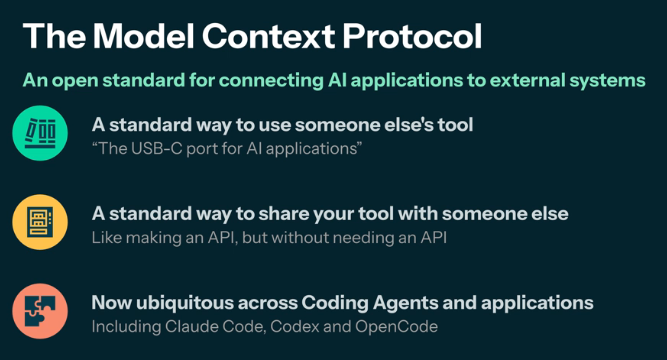 The Model Context Protocol
An open standard for connecting AI applications to external systems
A standard way to use someone else's tool
“The USB-C port for AI applications”
A standard way to share your tool with someone else
Like making an API, but without needing an API
Now ubiquitous across Coding Agents and applications
Including Claude Code, Codex and OpenCode